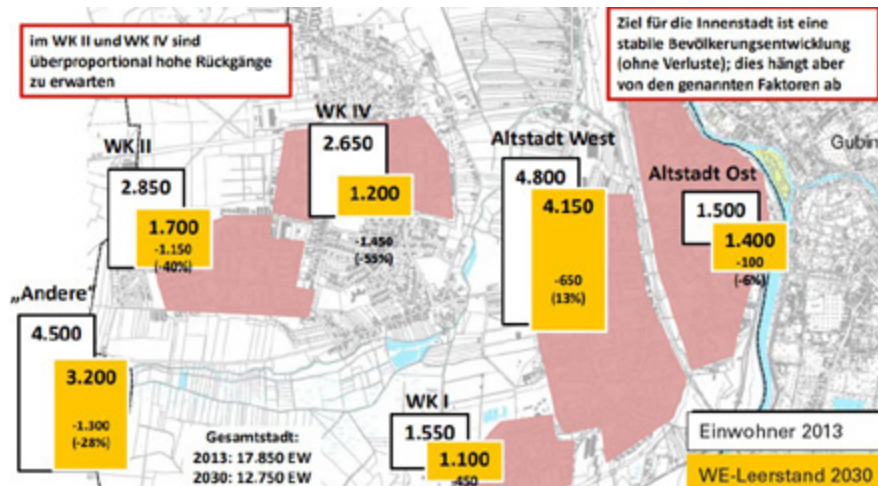 im WK II und WK IV sind
überproportional hohe Rückgänge
zu erwarten
Ziel für die Innenstadt ist eine
stabile Bevölkerungsentwicklung
(ohne Verluste); dies hängt aber
von den genannten Faktoren ab
WK IV
2.650
1.200
-1.450
(-55%)
WK II
2.850
1.700
-1.150
(-40%)
Altstadt West
4.800
4.150
-650
(13%)
Altstadt Ost
1.500
1.400
-100
(-6%)
Gubin
„Andere“
4.500
3.200
-1.300
(-28%)
Gesamtstadt:
2013: 17.850 EW
2030: 12.750 EW
WK I
1.550
1.100
-450
Einwohner 2013
WE-Leerstand 2030